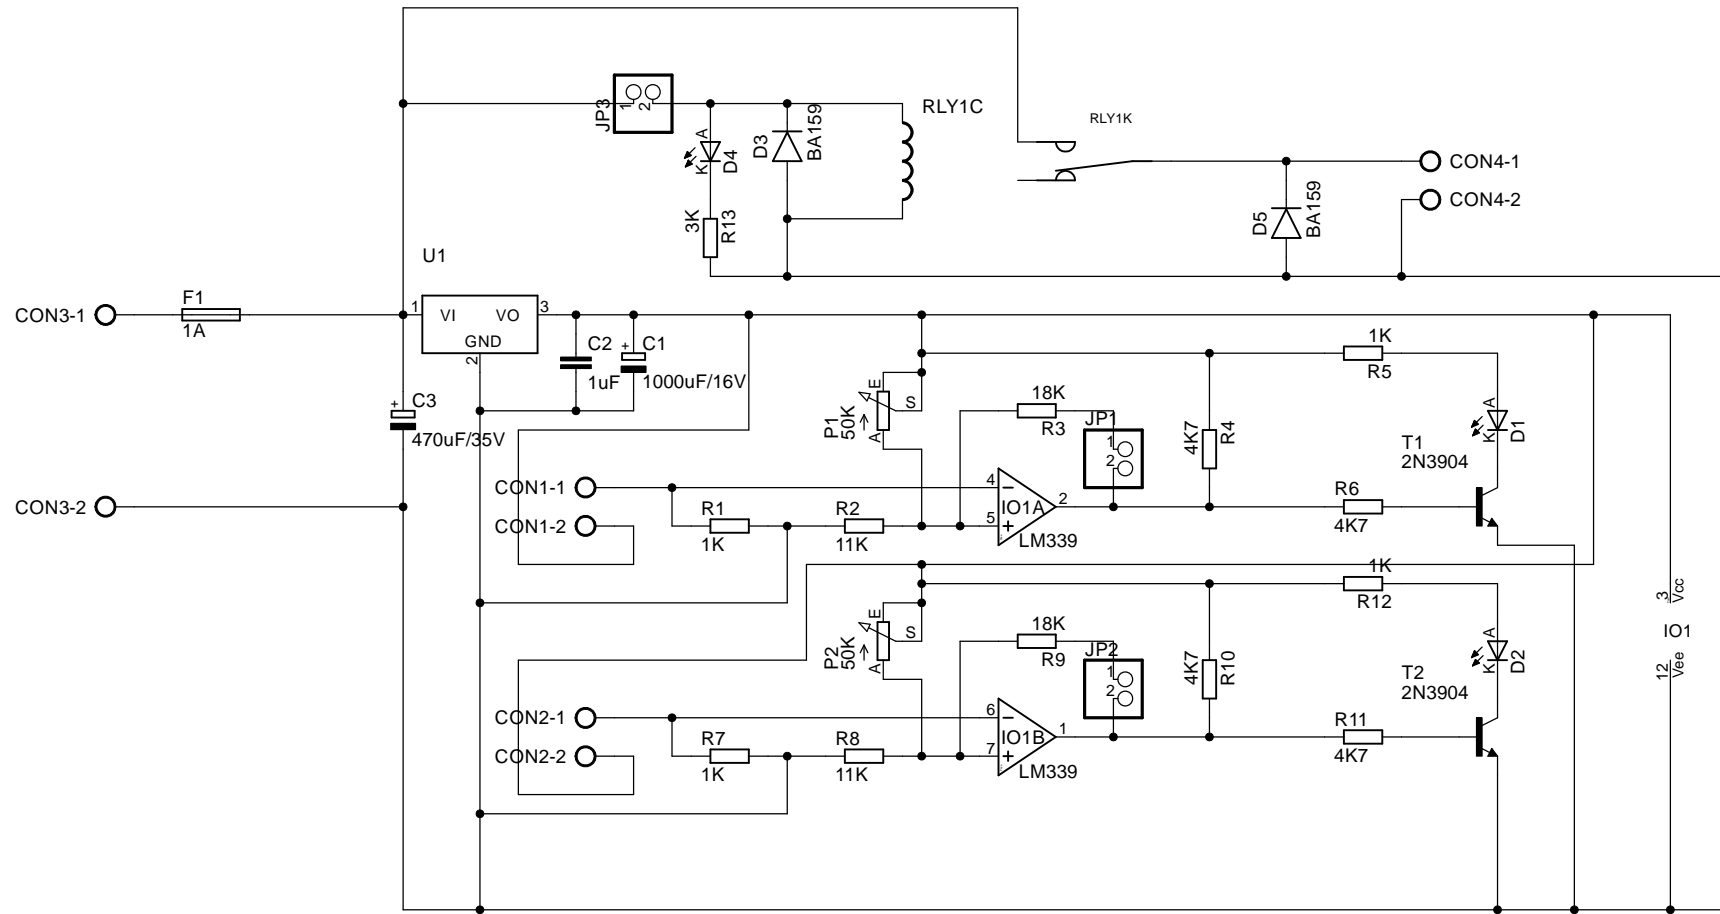 RLY1C
RLY1K
JP3
1
2
A
K
D4
D3
BA159
3K
R13
CON4-1
CON4-2
D5
BA159
U1
CON3-1
F1
1A
1
VI
VO
3
GND
2
C2
1uF
+
C1
1000uF/16V
+
C3
470uF/35V
CON3-2
E
S
A
P1
50K
18K
R3
JP1
1
2
4K7
R4
1K
R5
A
K
D1
T1
2N3904
CON1-1
CON1-2
R1
1K
R2
11K
4
5
IO1A
2
LM339
R6
4K7
E
S
A
P2
50K
18K
R9
JP2
1
2
4K7
R10
1K
R12
A
K
D2
T2
2N3904
3
Vcc
IO1
12
Vee
CON2-1
CON2-2
R7
1K
R8
11K
6
7
IO1B
1
LM339
R11
4K7